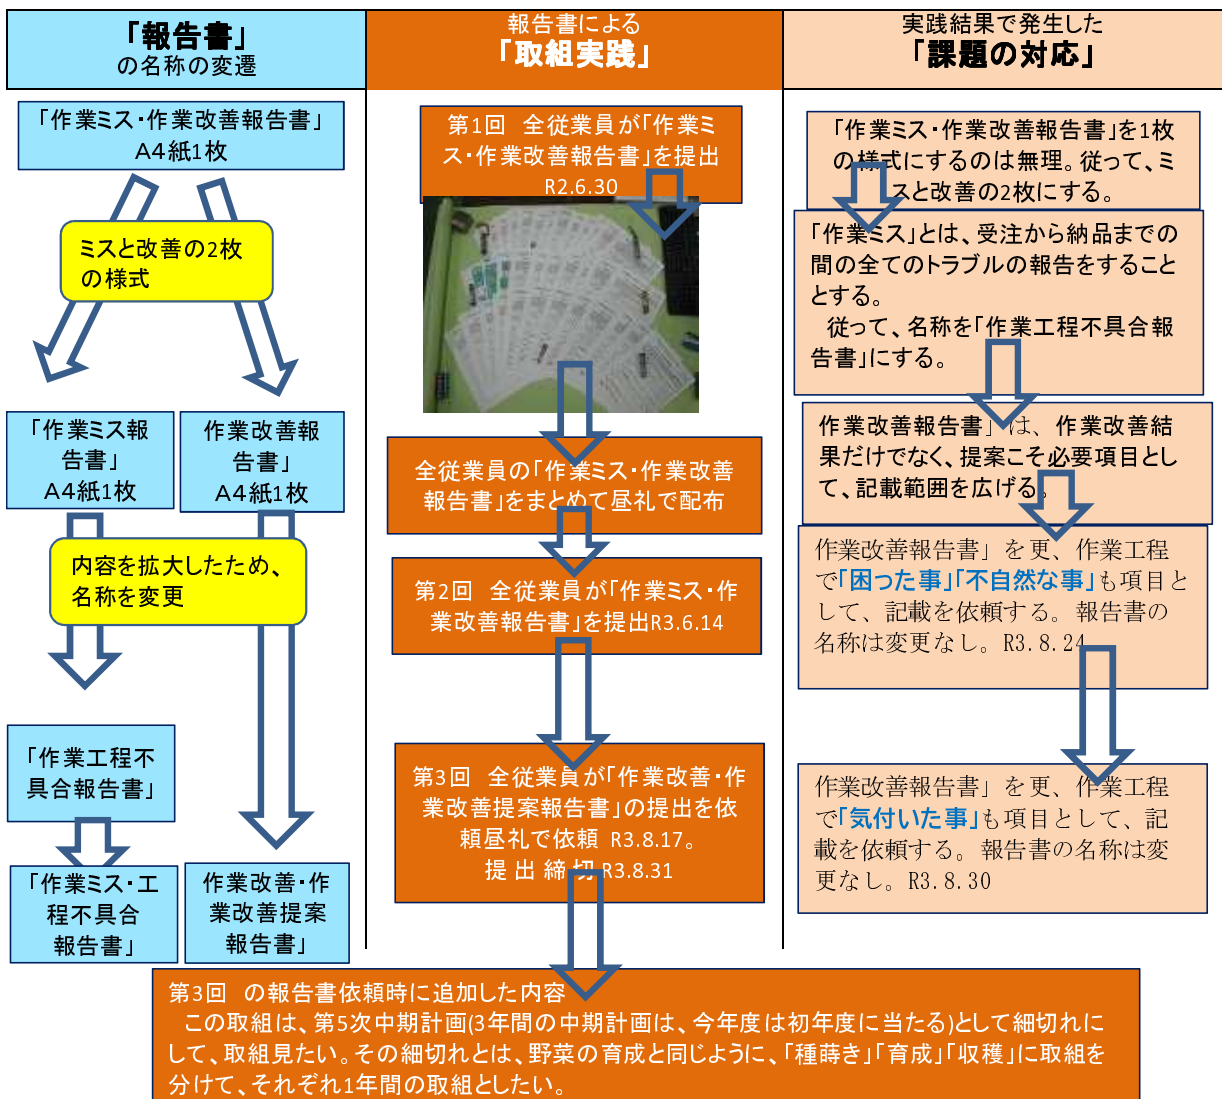 「報告書」
の名称の変遷
「作業ミス・作業改善報告書」
A4紙1枚
ミスと改善の2枚
の様式
「作業ミス報
告書」
A4紙1枚
作業改善報
告書」
A4紙1枚
内容を拡大したため、
名称を変更
「作業工程不
具合報告書」
「作業ミス・工
程不具合
報告書」
作業改善・作
業改善提案
報告書」
報告書による
「取組実践」
第1回 全従業員が「作業ミ
ス・作業改善報告書」を提出
R2.6.30
全従業員の「作業ミス・作業改善
報告書」をまとめて昼礼で配布
第2回 全従業員が「作業ミス・作
業改善報告書」を提出R3.6.14
第3回 全従業員が「作業改善・作
業改善提案報告書」の提出を依
頼昼礼で依頼 R3.8.17。
提出締切 R3.8.31
実践結果で発生した
「課題の対応」
「作業ミス・作業改善報告書」を1枚
の様式にするのは無理。従って、ミ
スと改善の2枚にする。
「作業ミス」とは、受注から納品までの
間の全てのトラブルの報告をすること
とする。
従って、名称を「作業工程不具合報
告書」にする。
作業改善報告書」は、作業改善結
果だけでなく、提案こそ必要項目とし
て、記載範囲を広げる。
作業改善報告書」を更、作業工程
で「困った事」「不自然な事」も項目と
して、記載を依頼する。報告書の
名称は変更なし。R3.8.24
作業改善報告書」を更、作業工程
で「気付いた事」も項目として、記
載を依頼する。報告書の名称は変
更なし。R3.8.30
第3回 の報告書依頼時に追加した内容
この取組は、第5次中期計画(3年間の中期計画は、今年度は初年度に当たる)として細切れに
して、取組見たい。その細切れとは、野菜の育成と同じように、「種蒔き」「育成」「収穫」に取組を
分けて、それぞれ1年間の取組としたい。